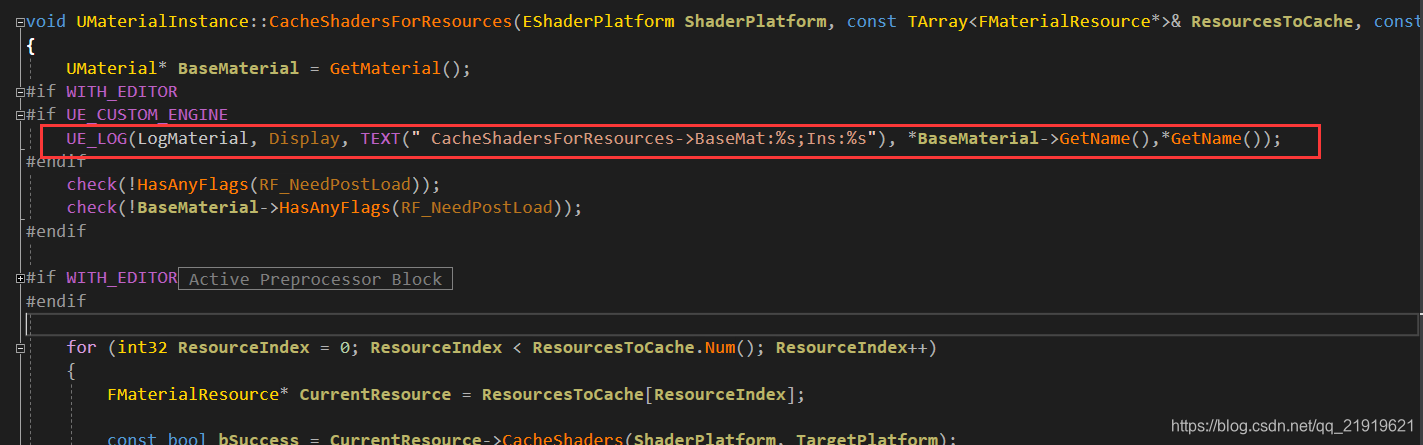 void UMaterialInstance::CacheShadersForResources(EShaderPlatform ShaderPlatform, const TArray<FMaterialResource*>& ResourcesToCache, const
{
UMaterial* BaseMaterial = GetMaterial();
#if WITH_EDITOR
#if UE_CUSTOM_ENGINE
UE_LOG(LogMaterial, Display, TEXT(" CacheShadersForResources->BaseMat:%s;Ins:%s"), *BaseMaterial->GetName(),*GetName());
#endif
check(!HasAnyFlags(RF_NeedPostLoad));
check(!BaseMaterial->HasAnyFlags(RF_NeedPostLoad));
#endif
#if WITH_EDITOR Active Preprocessor Block
#endif
for (int32 ResourceIndex = 0; ResourceIndex < ResourcesToCache.Num(); ResourceIndex++)
{
FMaterialResource* CurrentResource = ResourcesToCache[ResourceIndex];
const bool bSuccess = CurrentResource->CacheShaders(ShaderPlatform, TargetPlatform);
https://blog.csdn.net/qq_21919621